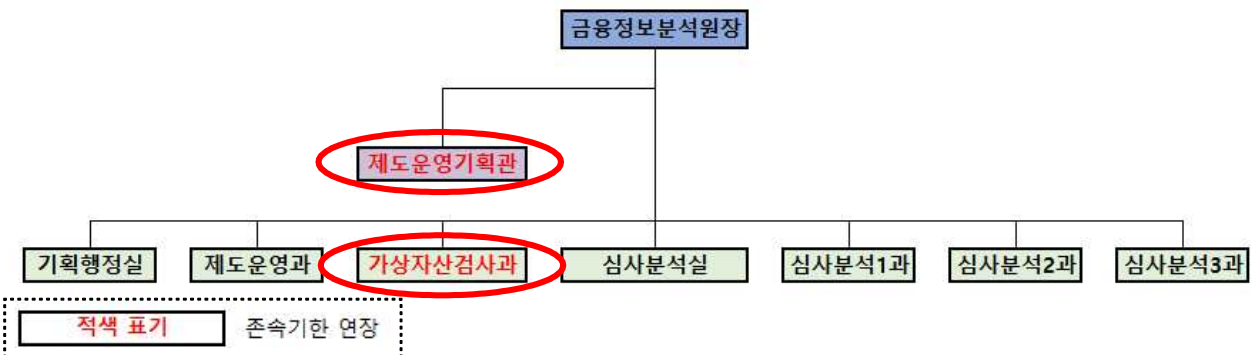 금융정보분석원장
제도운영기획관
기획행정실 제도운영과 가상자산검사과 심사분석실 심사분석1과 심사분석2과 심사분석3과
적색 표기 존속기한 연장